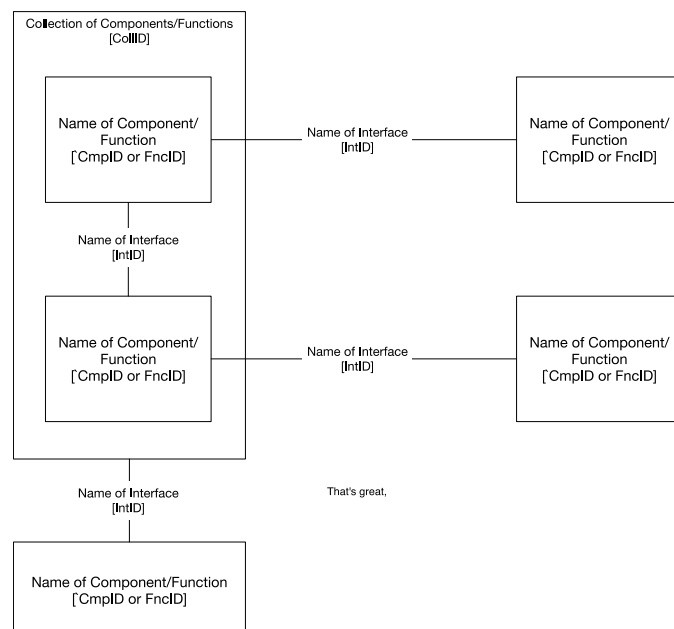 Collection of Components/Functions
[CollID]
Name of Component/
Function
[`CmpID or FncID]
Name of Interface
[IntID]
Name of Component/
Function
[`CmpID or FncID]
Name of Interface
[IntID]
Name of Component/
Function
[`CmpID or FncID]
Name of Interface
[IntID]
Name of Component/
Function
[`CmpID or FncID]
Name of Interface
[IntID]
That's great,
Name of Component/Function
[`CmpID or FncID]